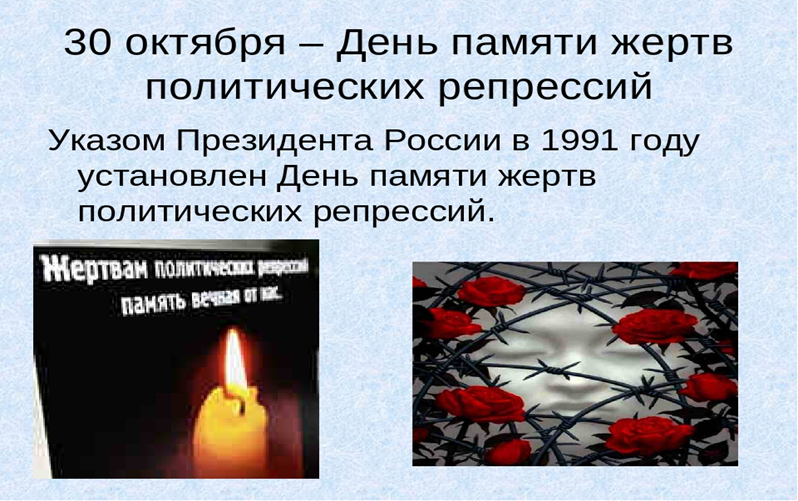 30 октября – День памяти жертв
политических репрессий
Указом Президента России в 1991 году
установлен День памяти жертв
политических репрессий.
Жертвам политических репрессий
память вечная от нас.